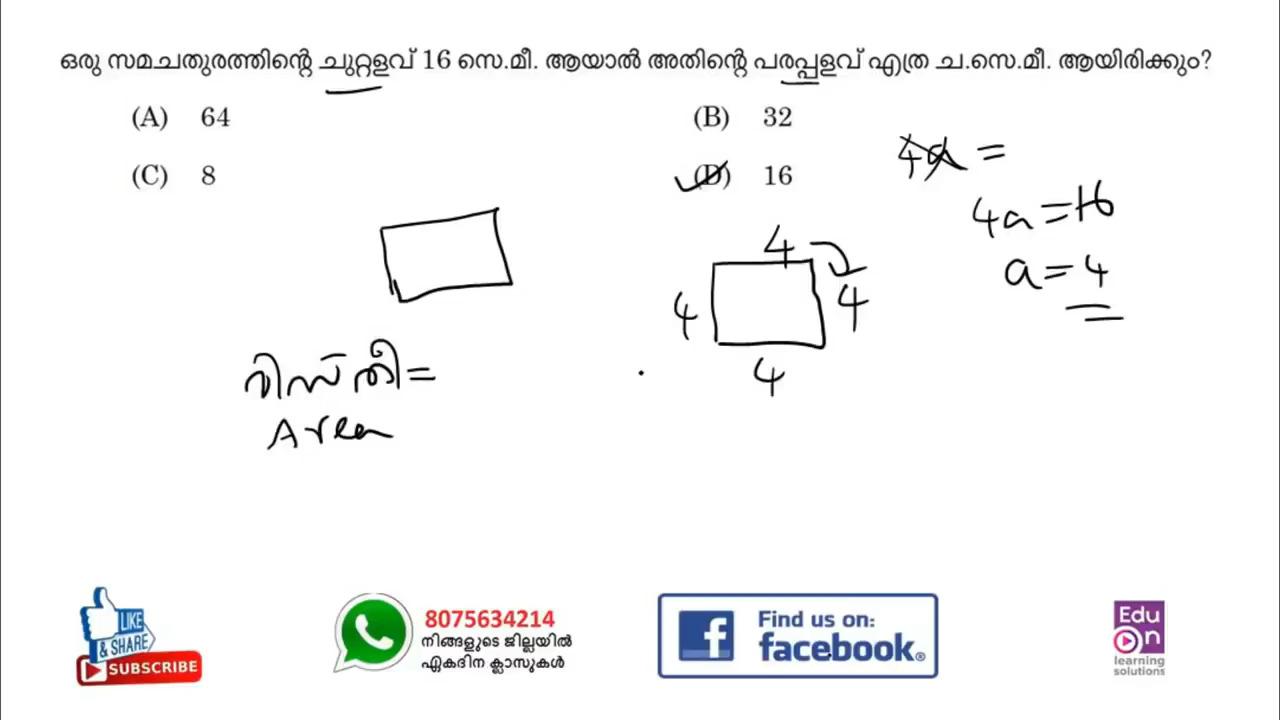 ഒരു സമചതുരത്തിന്റെ ചുറ്റളവ് 16 സെ.മീ. ആയാൽ അതിന്റെ പരപ്പളവ് എത്ര ച.സെ.മീ. ആയിരിക്കും?
(A) 64
(B) 32
(C) 8
(D) 16
4a =
4a = 16
a = 4
4
4
4
4
വിസ്തീ =
Area
LIKE
& SHARE
SUBSCRIBE
8075634214
നിങ്ങളുടെ ജില്ലയിൽ
ഏകദിന ക്ലാസുകൾ
Find us on:
facebook®
Edu
On
learning
solutions